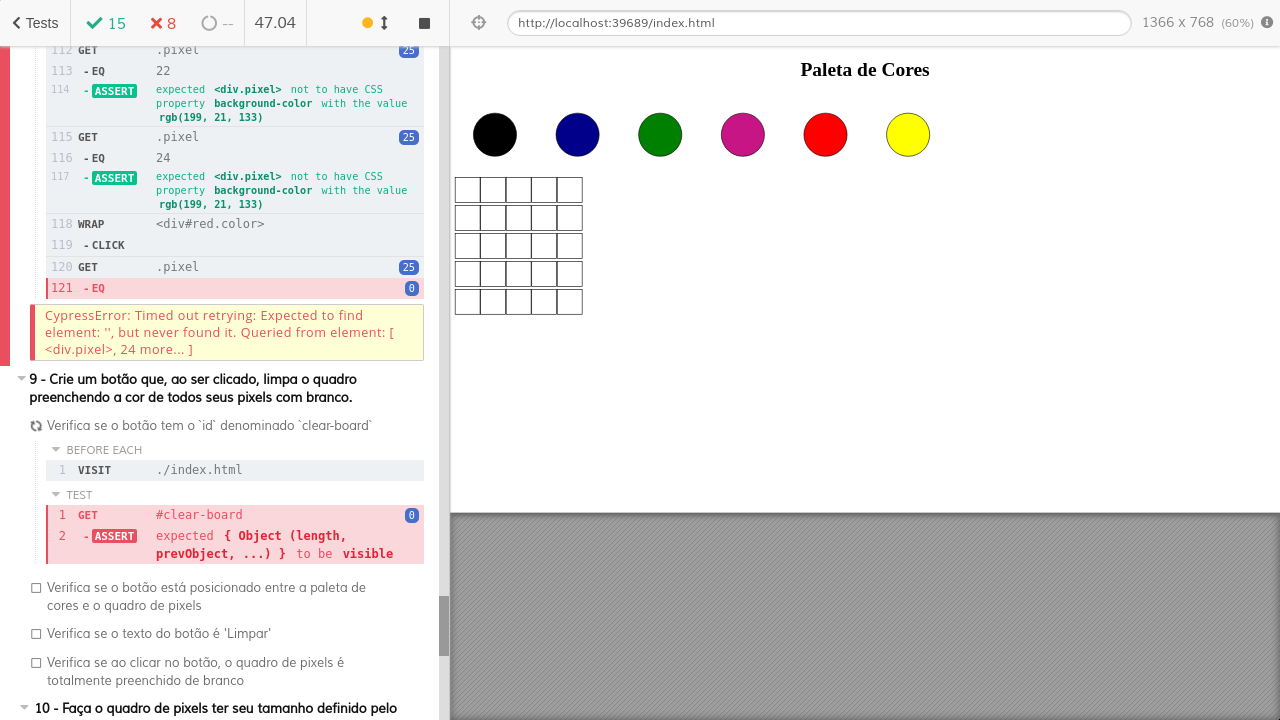 Tests 15 8 -- 47.04 http://localhost:39689/index.html 1366 x 768 (60%)
112 GET .pixel 25
113 - EQ 22
114 - ASSERT expected <div.pixel> not to have CSS
property background-color with the value
rgb(199, 21, 133)
115 GET .pixel 25
116 - EQ 24
117 - ASSERT expected <div.pixel> not to have CSS
property background-color with the value
rgb(199, 21, 133)
118 WRAP <div#red.color>
119 - CLICK
120 GET .pixel 25
121 - EQ 0
CypressError: Timed out retrying: Expected to find
element: '', but never found it. Queried from element: [
<div.pixel>, 24 more... ]
9 - Crie um botão que, ao ser clicado, limpa o quadro
preenchendo a cor de todos seus pixels com branco.
Verifica se o botão tem o `id` denominado `clear-board`
BEFORE EACH
1 VISIT ./index.html
TEST
1 GET #clear-board 0
2 - ASSERT expected { Object (length,
prevObject, ...) } to be visible
Verifica se o botão está posicionado entre a paleta de
cores e o quadro de pixels
Verifica se o texto do botão é 'Limpar'
Verifica se ao clicar no botão, o quadro de pixels é
totalmente preenchido de branco
10 - Faça o quadro de pixels ter seu tamanho definido pelo
Paleta de Cores